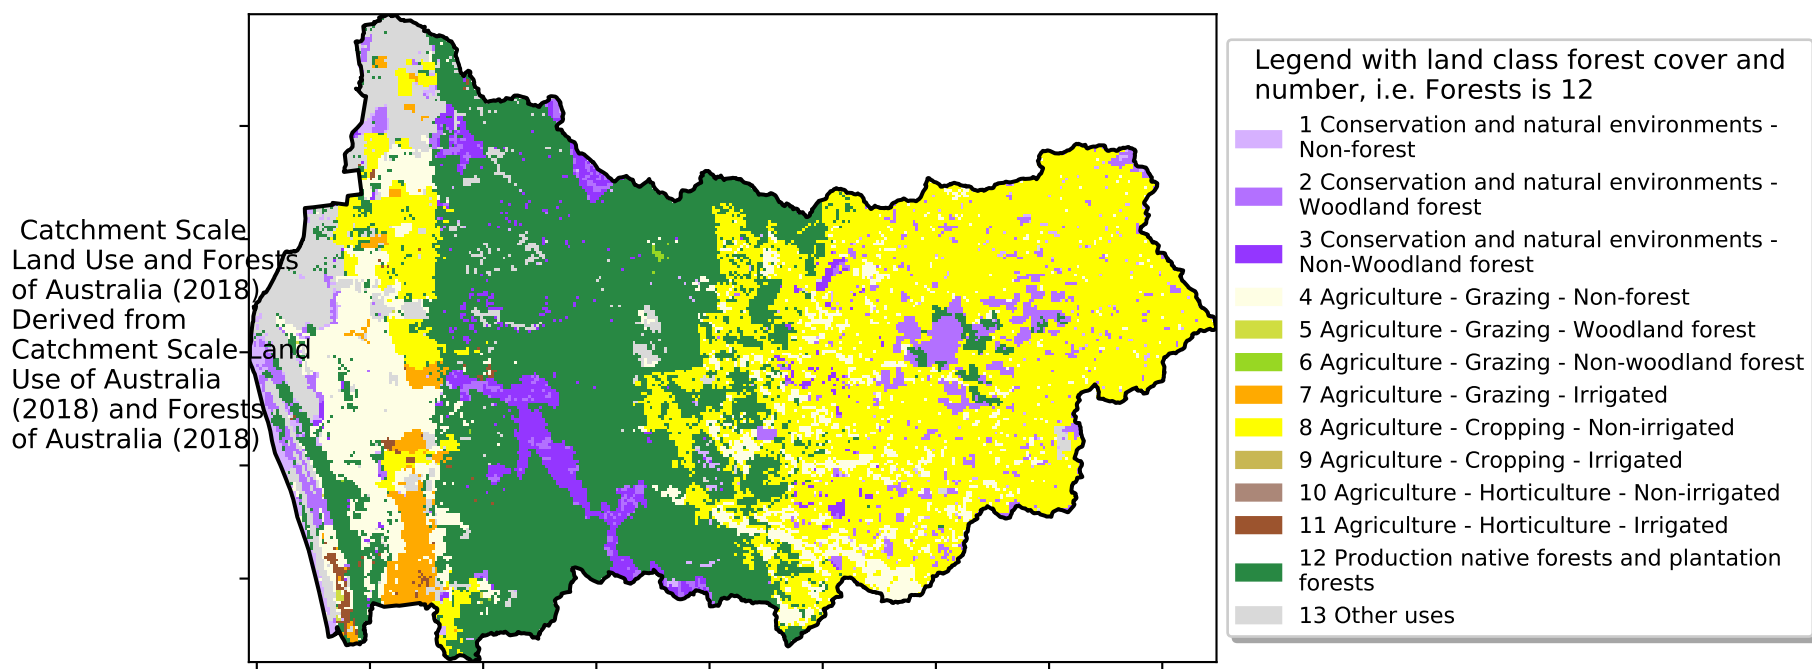 Catchment Scale
Land Use and Forests
of Australia (2018)
Derived from
Catchment Scale Land
Use of Australia
(2018) and Forests
of Australia (2018)
Legend with land class forest cover and
number, i.e. Forests is 12
1 Conservation and natural environments -
Non-forest
2 Conservation and natural environments -
Woodland forest
3 Conservation and natural environments -
Non-Woodland forest
4 Agriculture - Grazing - Non-forest
5 Agriculture - Grazing - Woodland forest
6 Agriculture - Grazing - Non-woodland forest
7 Agriculture - Grazing - Irrigated
8 Agriculture - Cropping - Non-irrigated
9 Agriculture - Cropping - Irrigated
10 Agriculture - Horticulture - Non-irrigated
11 Agriculture - Horticulture - Irrigated
12 Production native forests and plantation
forests
13 Other uses